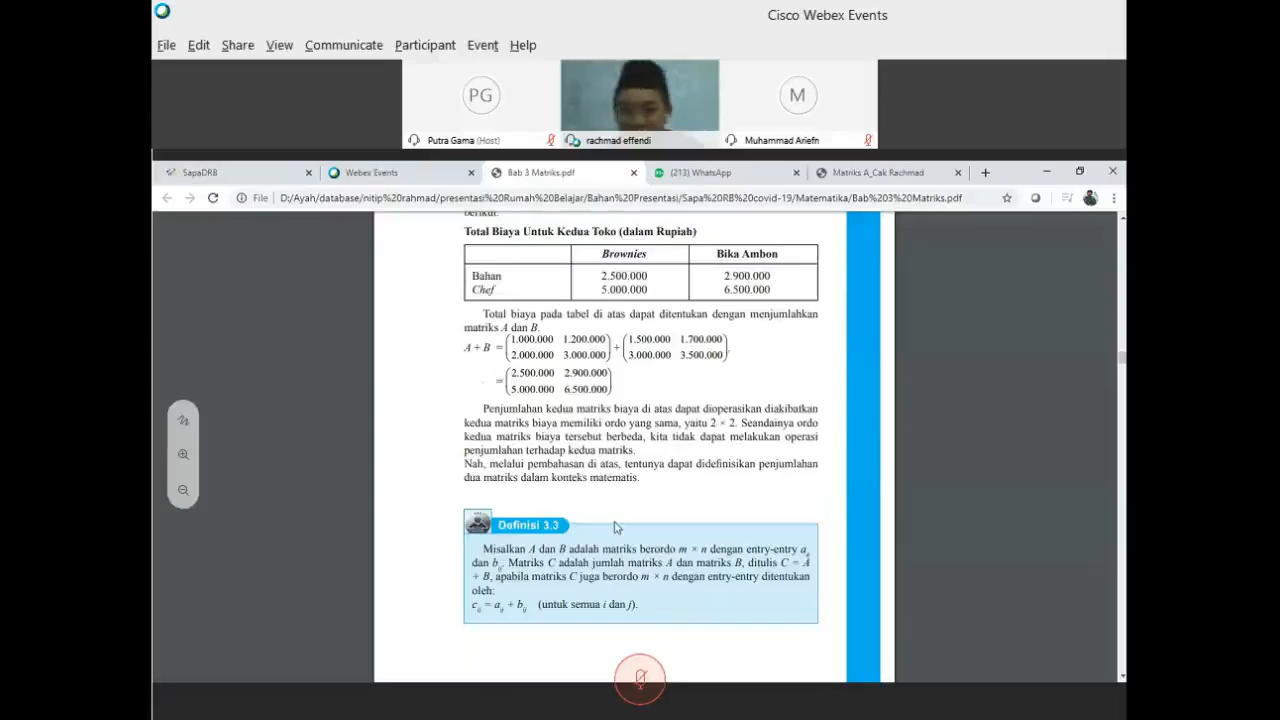 Cisco Webex Events
File Edit Share View Communicate Participant Event Help
PG
M
Putra Gama (Host)
rachmad effendi
Muhammad Ariefn
SapaDRB
Webex Events
Bab 3 Matriks.pdf
(213) WhatsApp
Matriks A_Cak Rachmad
File D:/Ayah/database/nitip%20rahmad/presentasi%20Rumah%20Belajar/Bahan%20Presentasi/Sapa%20RB%20covid-19/Matematika/Bab%203%20Matriks.pdf
berikut.
Total Biaya Untuk Kedua Toko (dalam Rupiah)
Brownies Bika Ambon
Bahan 2.500.000 2.900.000
Chef 5.000.000 6.500.000
Total biaya pada tabel di atas dapat ditentukan dengan menjumlahkan
matriks A dan B.
A + B = (1.000.000 1.200.000 2.000.000 3.000.000) + (1.500.000 1.700.000 3.000.000 3.500.000)
= (2.500.000 2.900.000 5.000.000 6.500.000)
Penjumlahan kedua matriks biaya di atas dapat dioperasikan diakibatkan
kedua matriks biaya memiliki ordo yang sama, yaitu 2 × 2. Seandainya ordo
kedua matriks biaya tersebut berbeda, kita tidak dapat melakukan operasi
penjumlahan terhadap kedua matriks.
Nah, melalui pembahasan di atas, tentunya dapat didefinisikan penjumlahan
dua matriks dalam konteks matematis.
Definisi 3.3
Misalkan A dan B adalah matriks berordo m × n dengan entry-entry aij
dan bij. Matriks C adalah jumlah matriks A dan matriks B, ditulis C = A
+ B, apabila matriks C juga berordo m × n dengan entry-entry ditentukan
oleh:
cij = aij + bij (untuk semua i dan j).